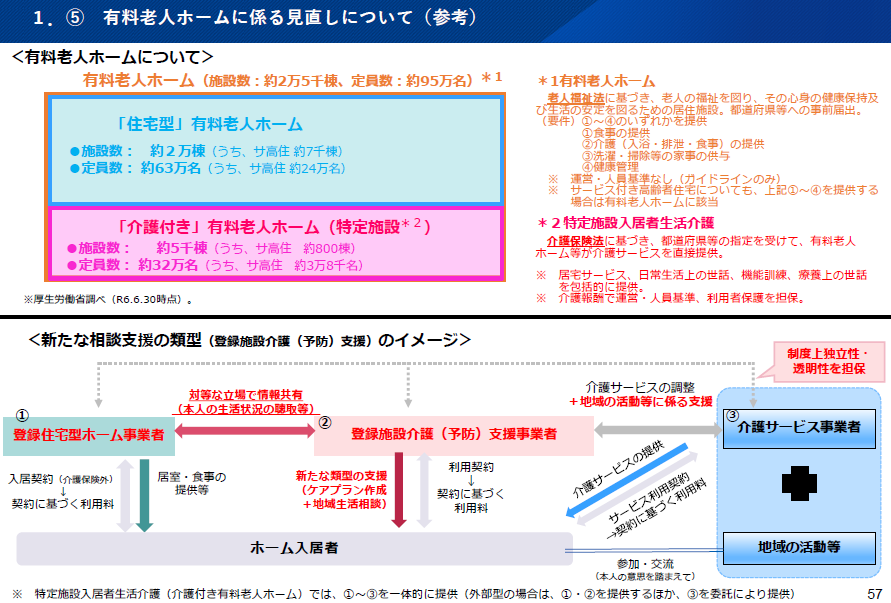 １．⑤ 有料老人ホームに係る見直しについて（参考）
＜有料老人ホームについて＞
有料老人ホーム（施設数：約2万5千棟、定員数：約95万名）＊１
「住宅型」有料老人ホーム
●施設数： 約２万棟（うち、サ高住 約7千棟）
●定員数： 約63万名（うち、サ高住 約24万名）
「介護付き」有料老人ホーム（特定施設＊２）
●施設数： 約5千棟（うち、サ高住 約800棟）
●定員数： 約32万名（うち、サ高住 約3万8千名）
※厚生労働省調べ（R6.6.30時点）。
＊1有料老人ホーム
老人福祉法に基づき、老人の福祉を図り、その心身の健康保持及
び生活の安定を図るための居住施設。都道府県等への事前届出。
（要件）①～④のいずれかを提供
①食事の提供
②介護（入浴・排泄・食事）の提供
③洗濯・掃除等の家事の供与
④健康管理
※ 運営・人員基準なし（ガイドラインのみ）
※ サービス付き高齢者住宅についても、上記①～④を提供する
場合は有料老人ホームに該当
＊２特定施設入居者生活介護
介護保険法に基づき、都道府県等の指定を受けて、有料老人
ホーム等が介護サービスを直接提供。
※ 居宅サービス、日常生活上の世話、機能訓練、療養上の世話
を包括的に提供。
※ 介護報酬で運営・人員基準、利用者保護を担保。
＜新たな相談支援の類型（登録施設介護（予防）支援）のイメージ＞
制度上独立性・
透明性を担保
対等な立場で情報共有
（本人の生活状況の聴取等）
介護サービスの調整
＋地域の活動等に係る支援
①
登録住宅型ホーム事業者
②
登録施設介護（予防）支援事業者
③
介護サービス事業者
入居契約（介護保険外）
↓
契約に基づく利用料
居室・食事の
提供等
新たな類型の支援
（ケアプラン作成
＋地域生活相談）
利用契約
↓
契約に基づく
利用料
介護サービスの提供
サービス利用契約
→契約に基づく利用料
ホーム入居者
地域の活動等
参加・交流
（本人の意思を踏まえて）
※ 特定施設入居者生活介護（介護付き有料老人ホーム）では、①～③を一体的に提供（外部型の場合は、①・②を提供するほか、③を委託により提供）
57